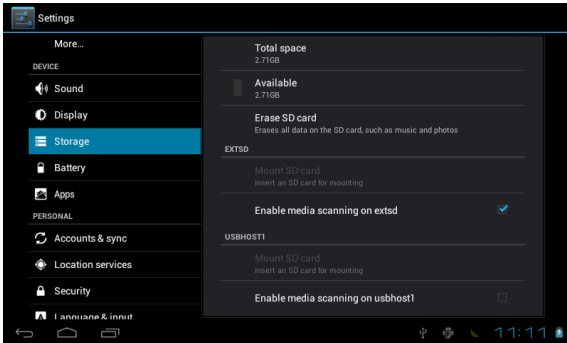 Settings
More...
DEVICE
Sound
Display
Storage
Battery
Apps
PERSONAL
Accounts & sync
Location services
Security
Language & input
Total space
2.71GB
Available
2.71GB
Erase SD card
Erases all data on the SD card, such as music and photos
EXTSD
Mount SD card
Insert an SD card for mounting
Enable media scanning on extsd
USBHOST1
Mount SD card
Insert an SD card for mounting
Enable media scanning on usbhost1
11:11